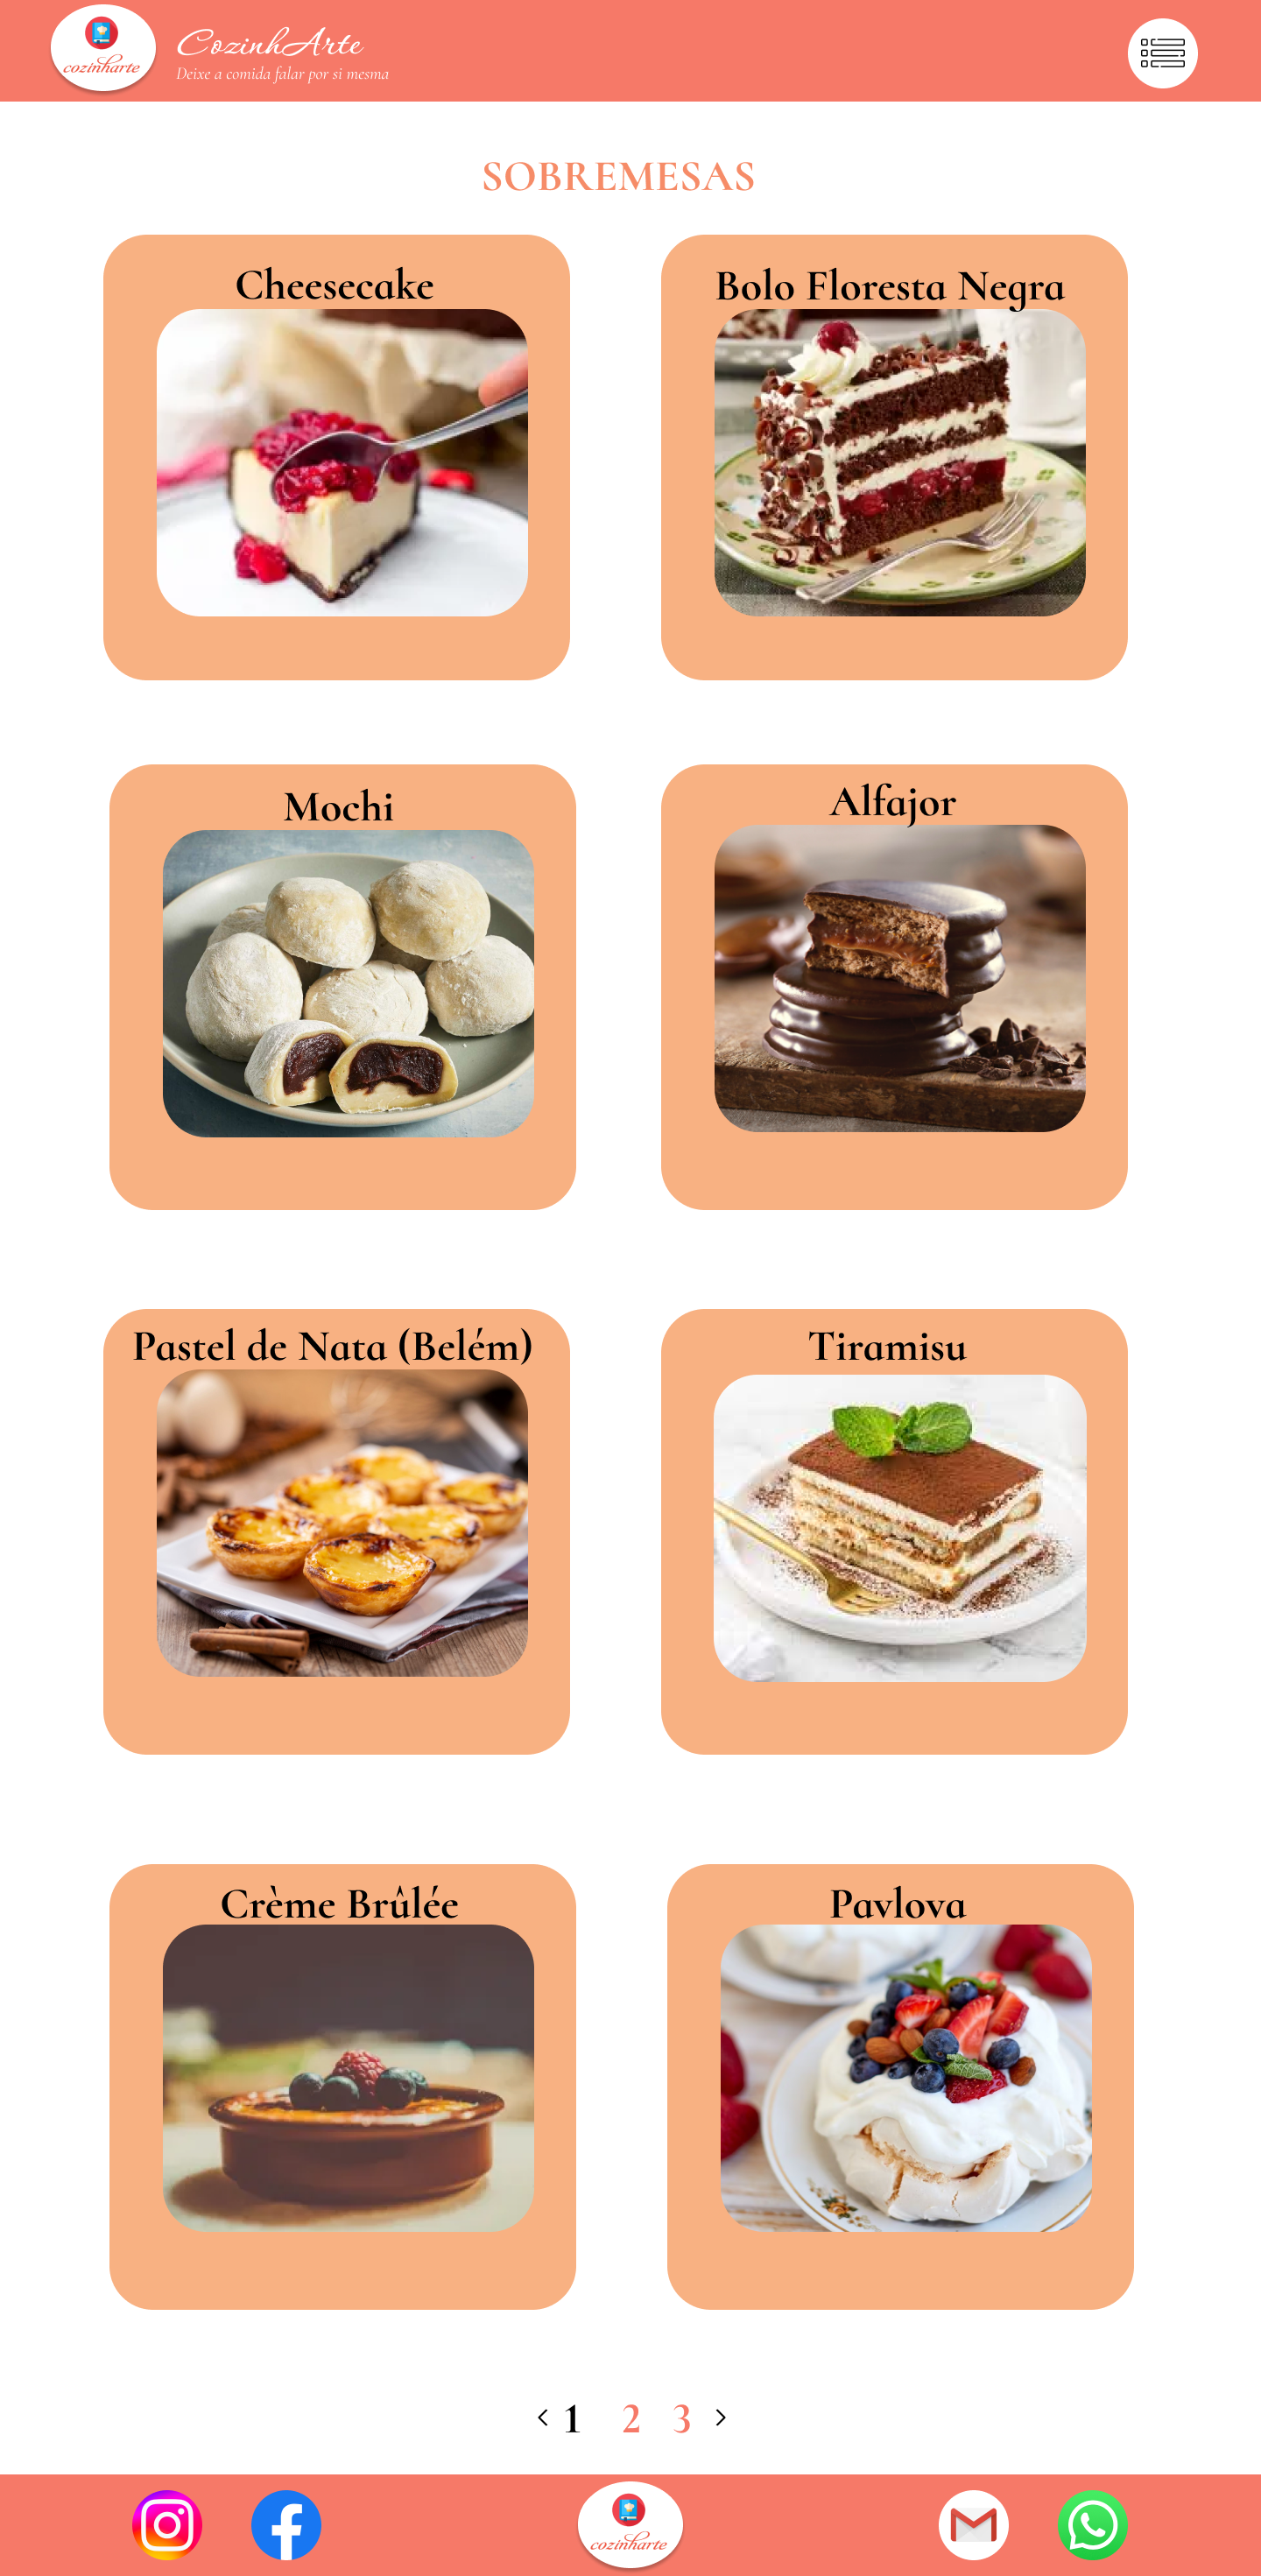 cozinharte
CozinhArte
Deixe a comida falar por si mesma
SOBREMESAS
Cheesecake
Bolo Floresta Negra
Mochi
Alfajor
Pastel de Nata (Belém)
Tiramisu
Crème Brûlée
Pavlova
1 2 3
cozinharte